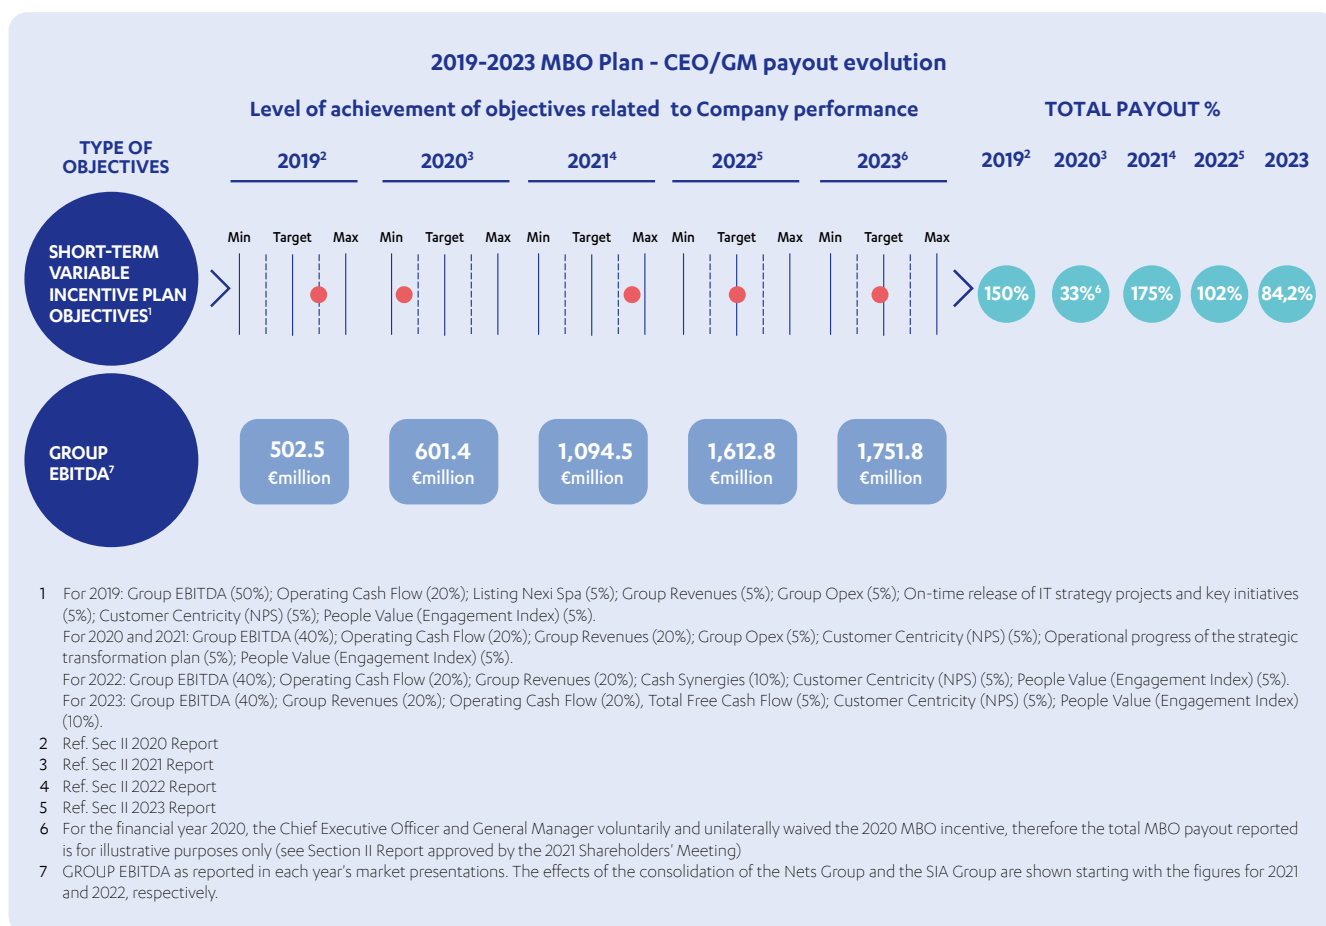 2019-2023 MBO Plan - CEO/GM payout evolution
Level of achievement of objectives related to Company performance
TOTAL PAYOUT %
TYPE OF
OBJECTIVES
2019²
2020³
2021⁴
2022⁵
2023⁶
2019²
2020³
2021⁴
2022⁵
2023
SHORT-TERM
VARIABLE
INCENTIVE PLAN
OBJECTIVES¹
Min Target Max
Min Target Max
Min Target Max
Min Target Max
Min Target Max
150%
33%⁶
175%
102%
84,2%
GROUP
EBITDA⁷
502.5
€million
601.4
€million
1,094.5
€million
1,612.8
€million
1,751.8
€million
1 For 2019: Group EBITDA (50%); Operating Cash Flow (20%); Listing Nexi Spa (5%); Group Revenues (5%); Group Opex (5%); On-time release of IT strategy projects and key initiatives
(5%); Customer Centricity (NPS) (5%); People Value (Engagement Index) (5%).
For 2020 and 2021: Group EBITDA (40%); Operating Cash Flow (20%); Group Revenues (20%); Group Opex (5%); Customer Centricity (NPS) (5%); Operational progress of the strategic
transformation plan (5%); People Value (Engagement Index) (5%).
For 2022: Group EBITDA (40%); Operating Cash Flow (20%); Group Revenues (20%); Cash Synergies (10%); Customer Centricity (NPS) (5%); People Value (Engagement Index) (5%).
For 2023: Group EBITDA (40%); Group Revenues (20%); Operating Cash Flow (20%), Total Free Cash Flow (5%); Customer Centricity (NPS) (5%); People Value (Engagement Index)
(10%).
2 Ref. Sec II 2020 Report
3 Ref. Sec II 2021 Report
4 Ref. Sec II 2022 Report
5 Ref. Sec II 2023 Report
6 For the financial year 2020, the Chief Executive Officer and General Manager voluntarily and unilaterally waived the 2020 MBO incentive, therefore the total MBO payout reported
is for illustrative purposes only (see Section II Report approved by the 2021 Shareholders' Meeting)
7 GROUP EBITDA as reported in each year's market presentations. The effects of the consolidation of the Nets Group and the SIA Group are shown starting with the figures for 2021
and 2022, respectively.